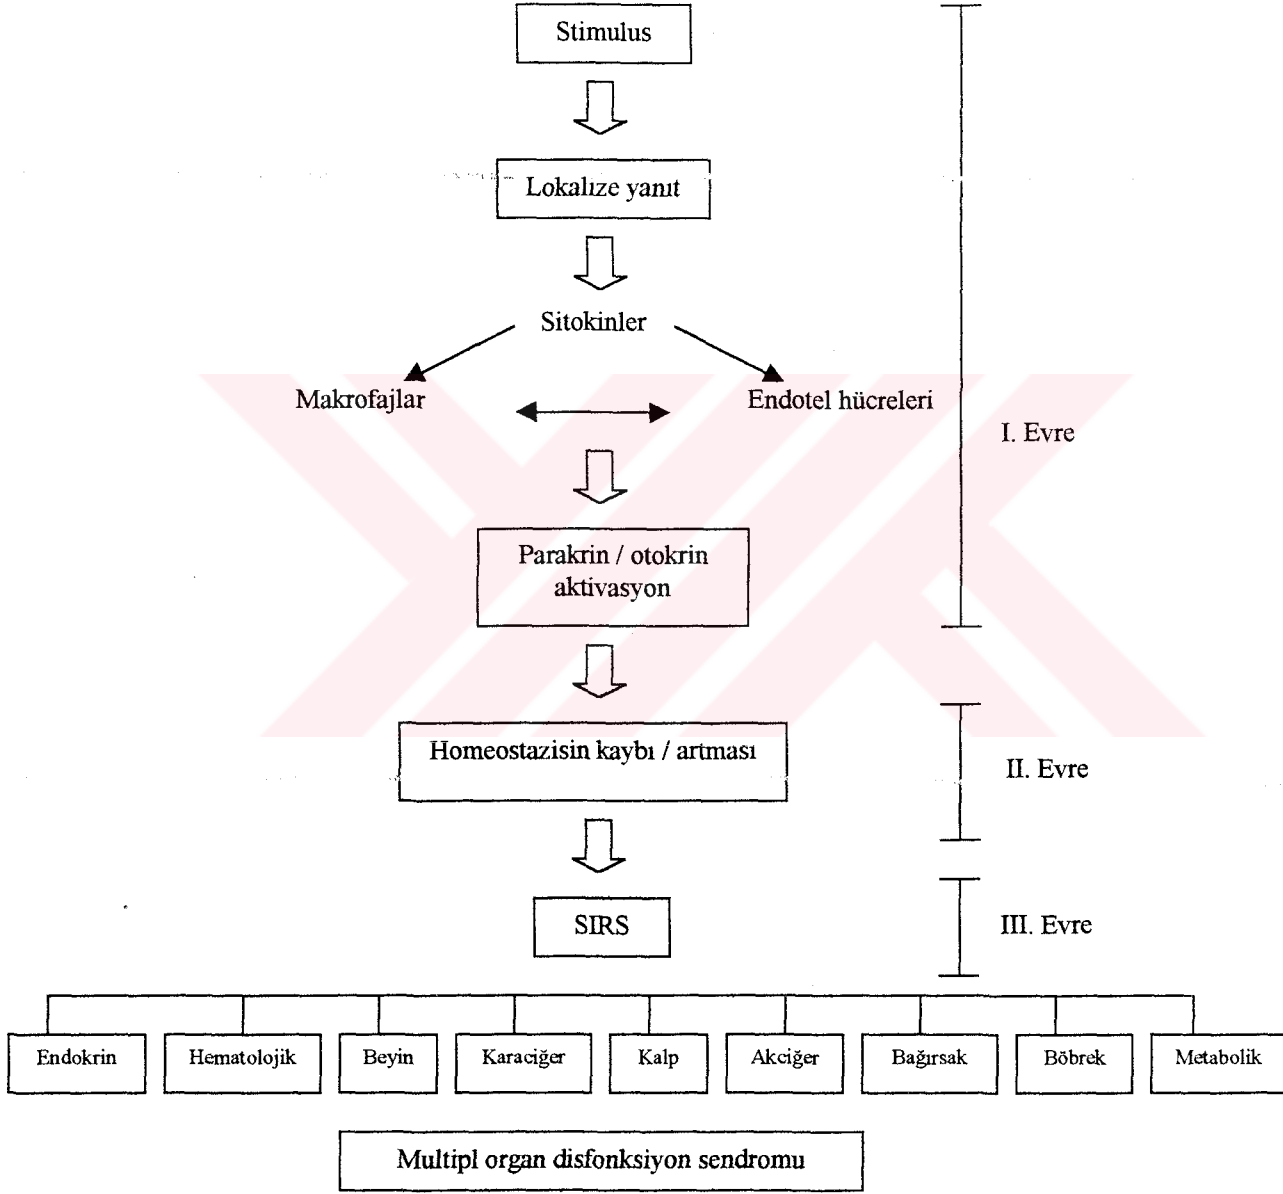 Stimulus
Lokalize yanıt
Sitokinler
Makrofajlar
Endotel hücreleri
I. Evre
Parakrin / otokrin
aktivasyon
Homeostazisin kaybı / artması
II. Evre
SIRS
III. Evre
Endokrin
Hematolojik
Beyin
Karaciğer
Kalp
Akciğer
Bağırsak
Böbrek
Metabolik
Multipl organ disfonksiyon sendromu